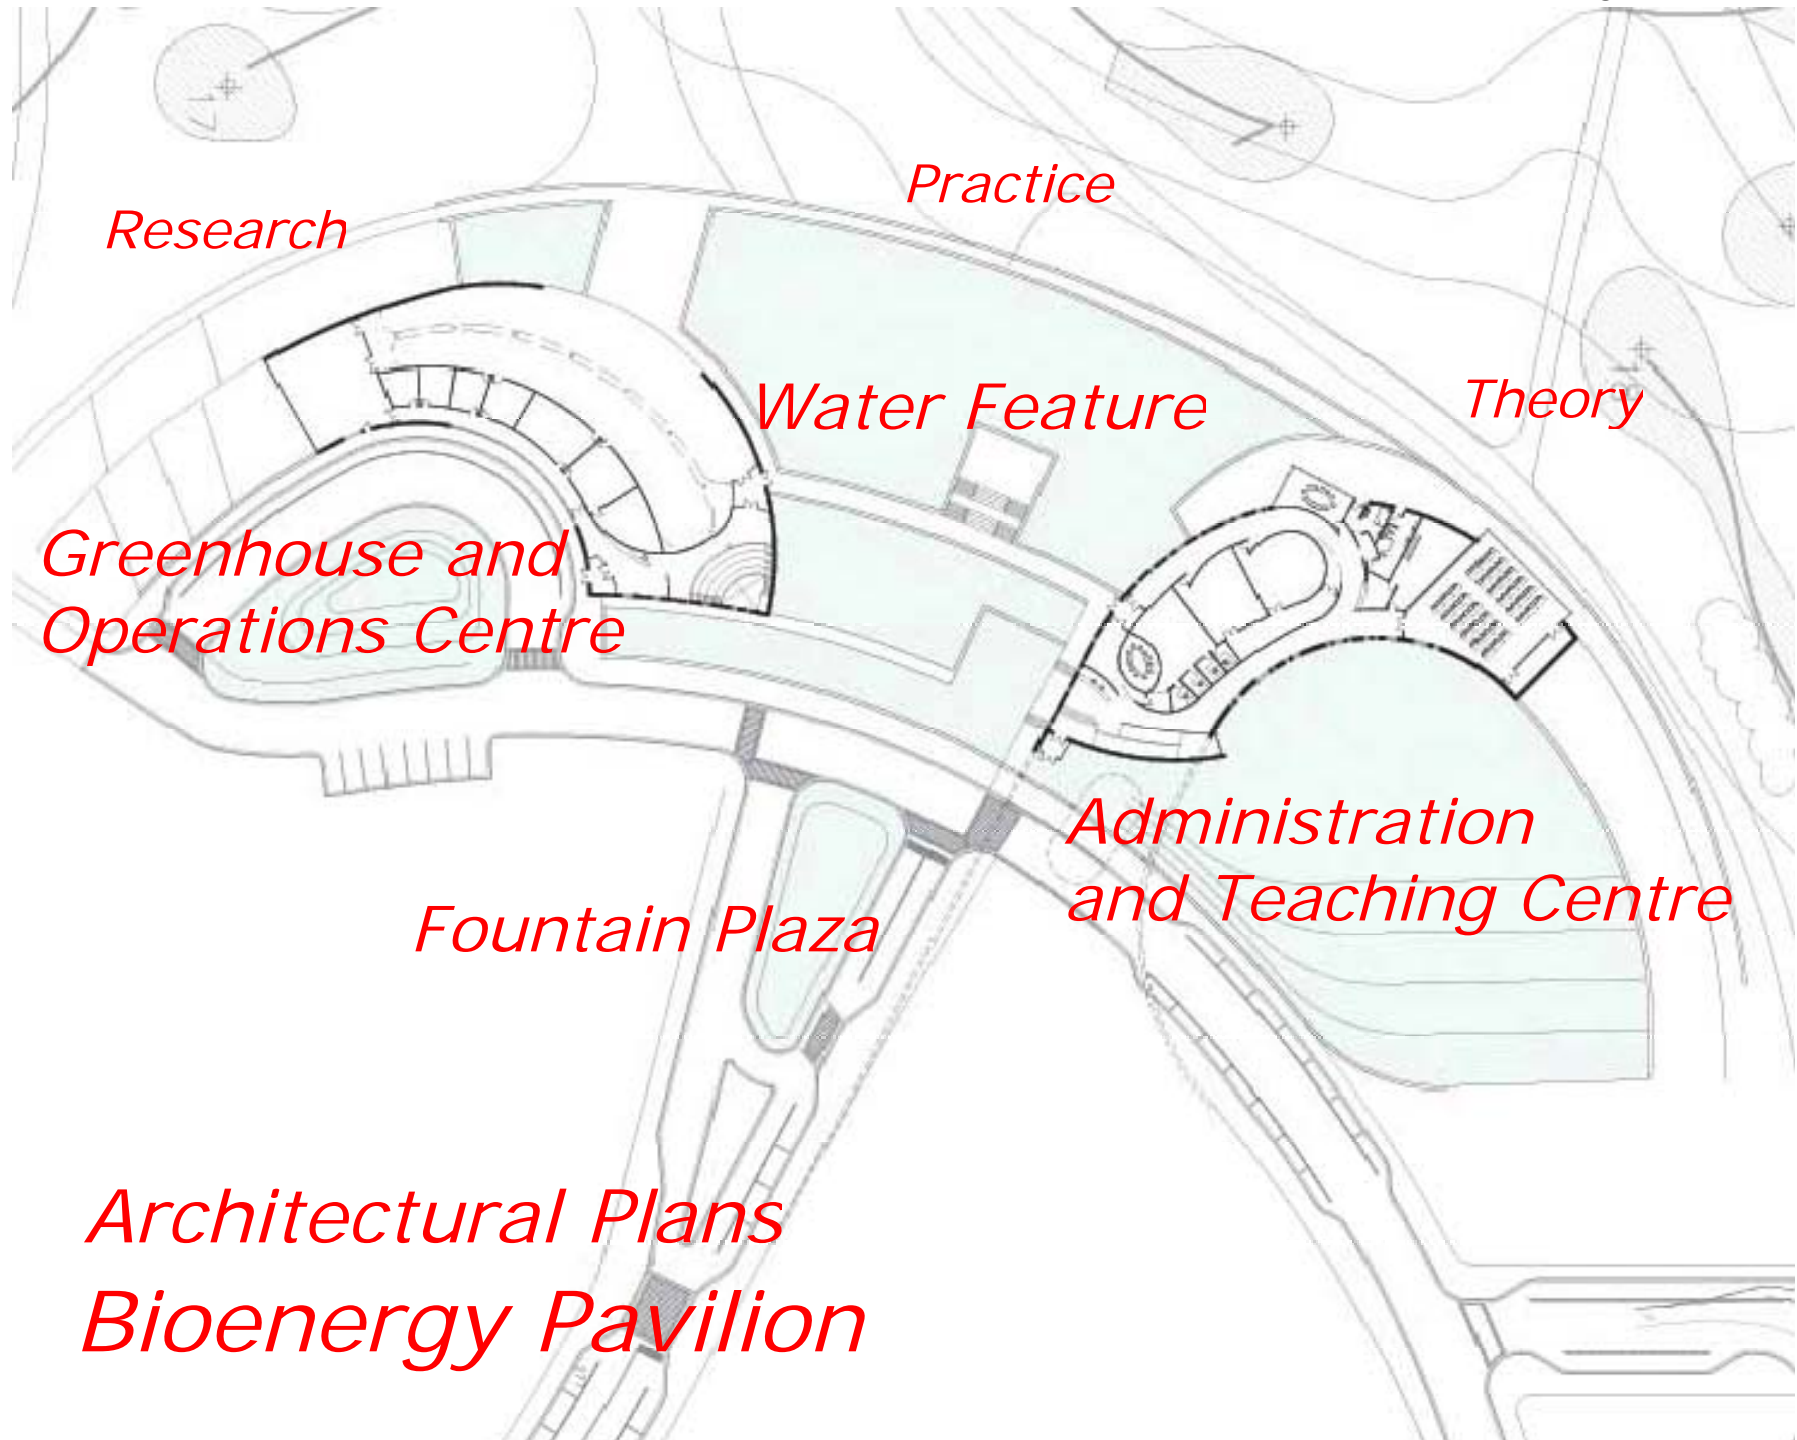 Practice
Research
Water Feature
Theory
Greenhouse and
Operations Centre
Administration
and Teaching Centre
Fountain Plaza
Architectural Plans
Bioenergy Pavilion